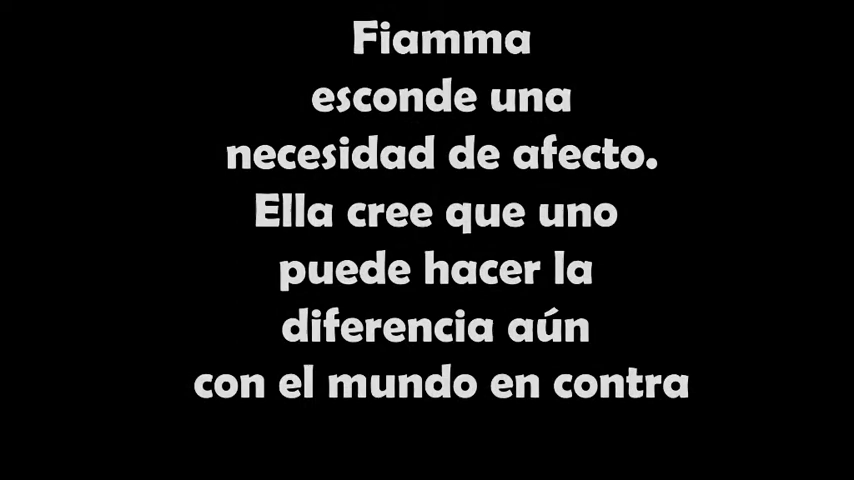 Fiamma
esconde una
necesidad de afecto.
Ella cree que uno
puede hacer la
diferencia aún
con el mundo en contra